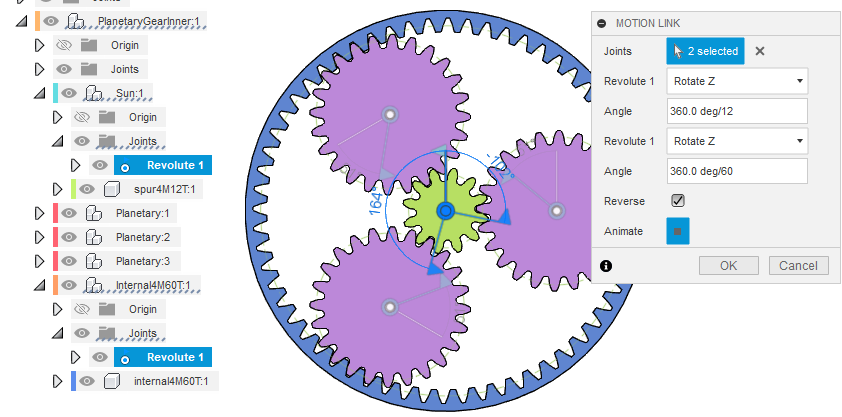 Joints
PlanetaryGearInner:1
Origin
Joints
Sun:1
Origin
Joints
Revolute 1
spur4M12T:1
Planetary:1
Planetary:2
Planetary:3
Internal4M60T:1
Origin
Joints
Revolute 1
internal4M60T:1
164°
MOTION LINK
Joints
2 selected
Revolute 1
Rotate Z
Angle
360.0 deg/12
Revolute 1
Rotate Z
Angle
360.0 deg/60
Reverse
Animate
OK
Cancel